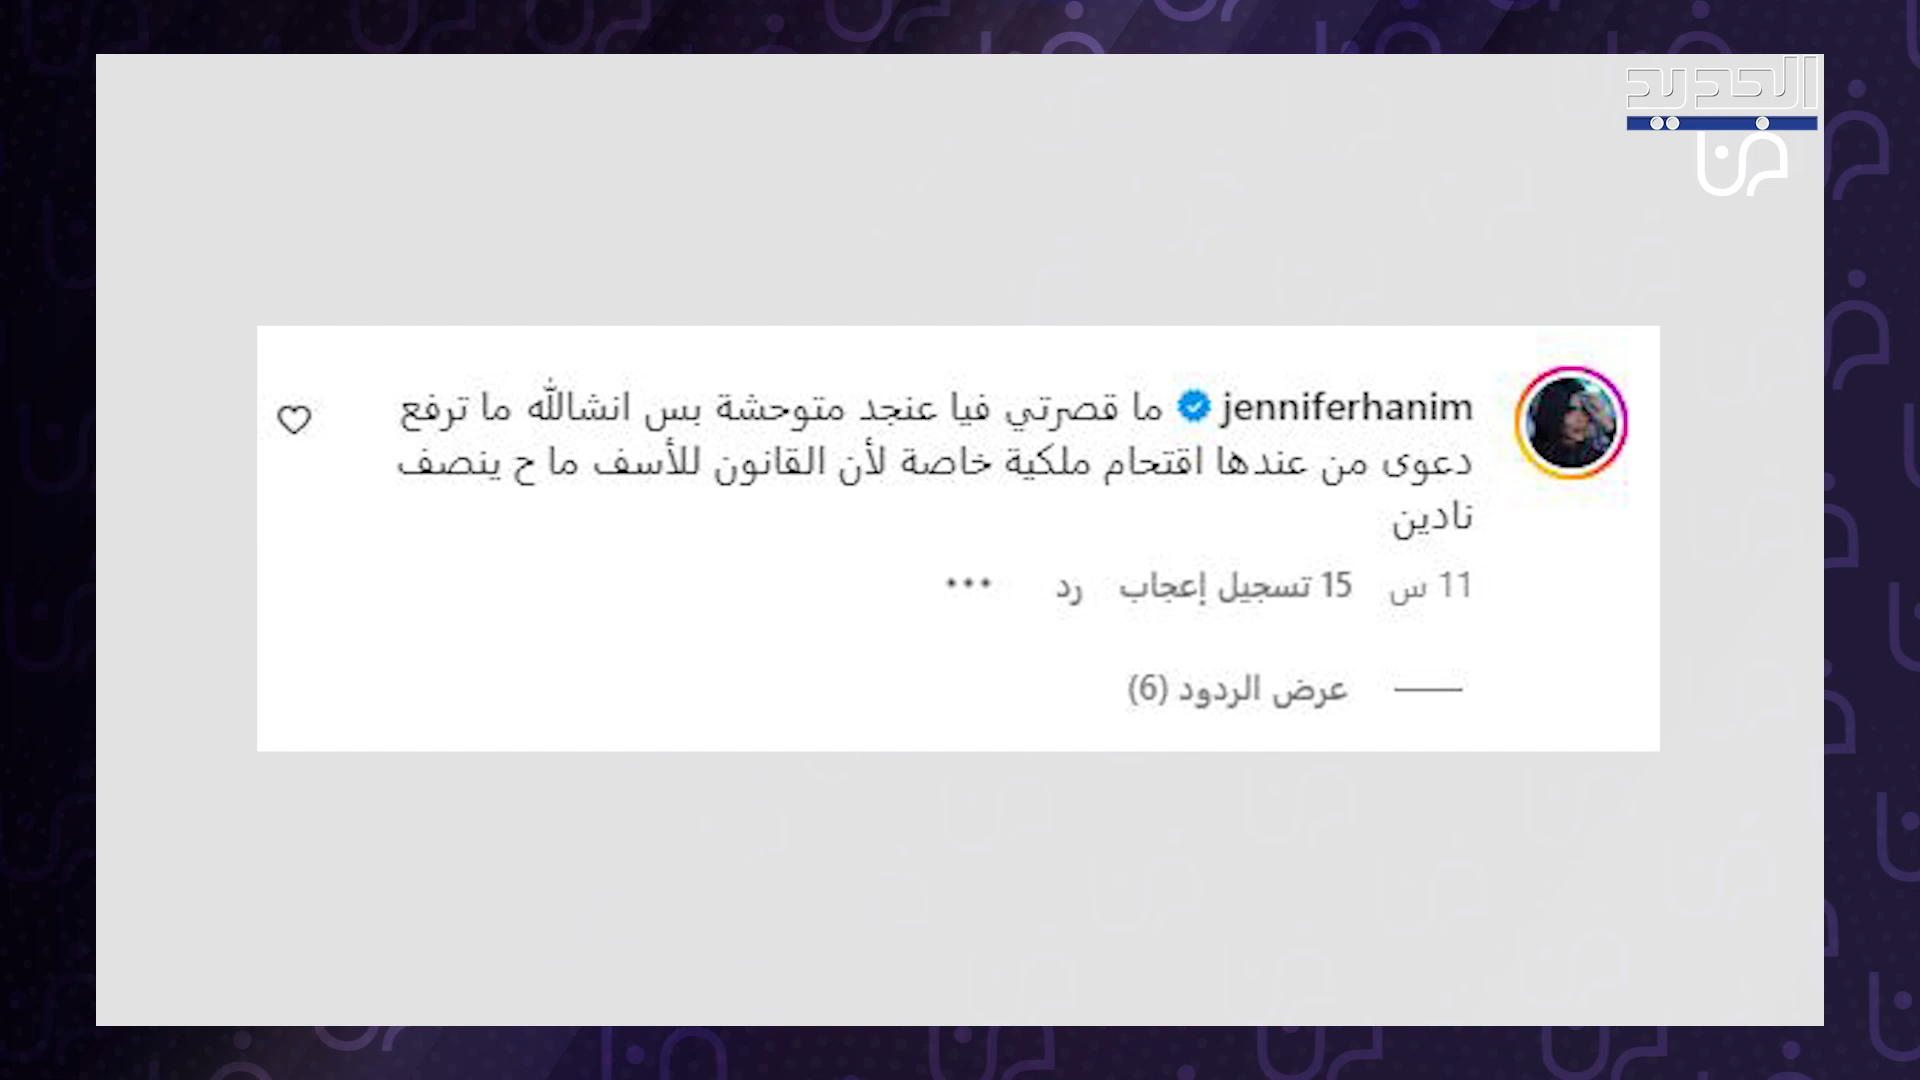 الجديد
فن
jenniferhanim ما قصرتي فيا عنجد متوحشة بس انشالله ما ترفع
دعوى من عندها اقتحام ملكية خاصة لأن القانون للأسف ما ح ينصف
نادين
11 س 15 تسجيل إعجاب رد
عرض الردود (6)